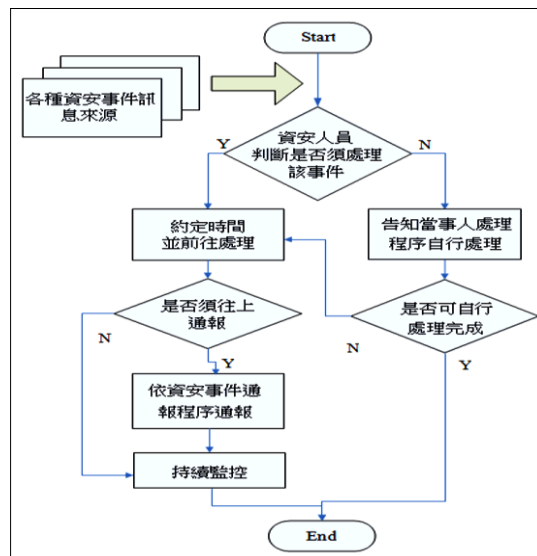 Start
各種資安事件訊
息來源
資安人員
判斷是否須處理
該事件
Y
N
約定時間
並前往處理
告知當事人處理
程序自行處理
是否須往上
通報
是否可自行
處理完成
N
Y
N
Y
依資安事件通
報程序通報
持續監控
End